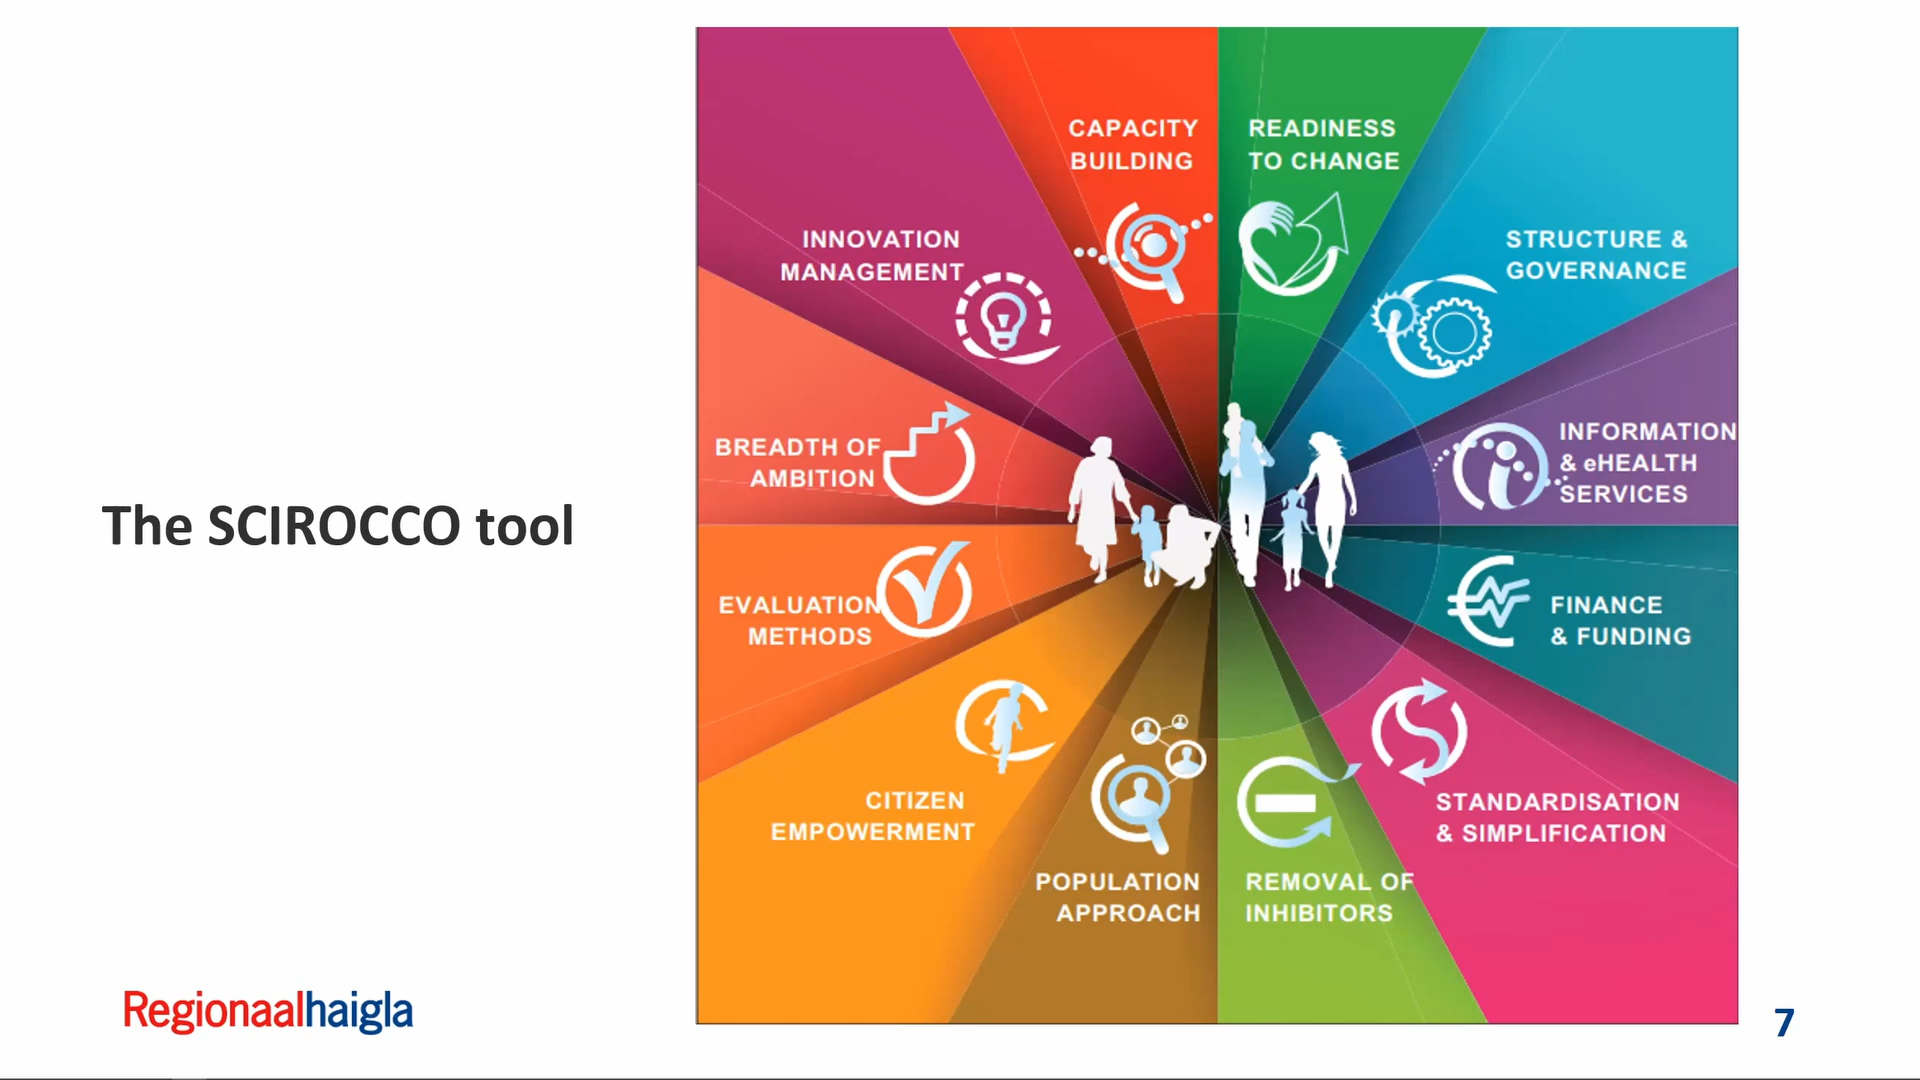 The SCIROCCO tool
CAPACITY
BUILDING
READINESS
TO CHANGE
INNOVATION
MANAGEMENT
STRUCTURE &
GOVERNANCE
BREADTH OF
AMBITION
INFORMATION
& eHEALTH
SERVICES
EVALUATION
METHODS
FINANCE
& FUNDING
CITIZEN
EMPOWERMENT
STANDARDISATION
& SIMPLIFICATION
POPULATION
APPROACH
REMOVAL OF
INHIBITORS
Regionaalhaigla
7